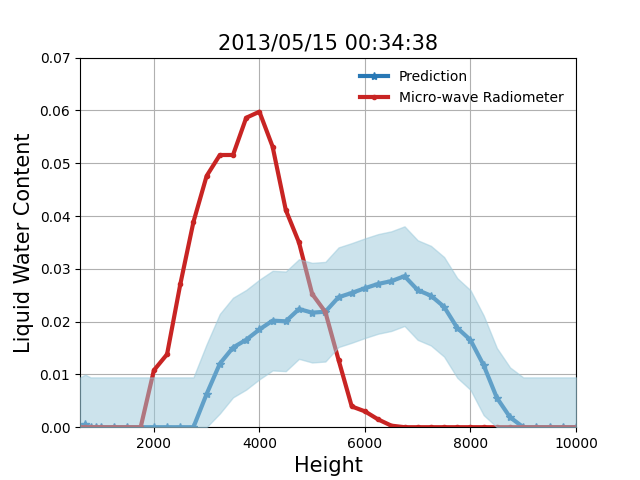 2013/05/15 00:34:38
Prediction
Micro-wave Radiometer
Liquid Water Content
0.07
0.06
0.05
0.04
0.03
0.02
0.01
0.00
2000 4000 6000 8000 10000
Height